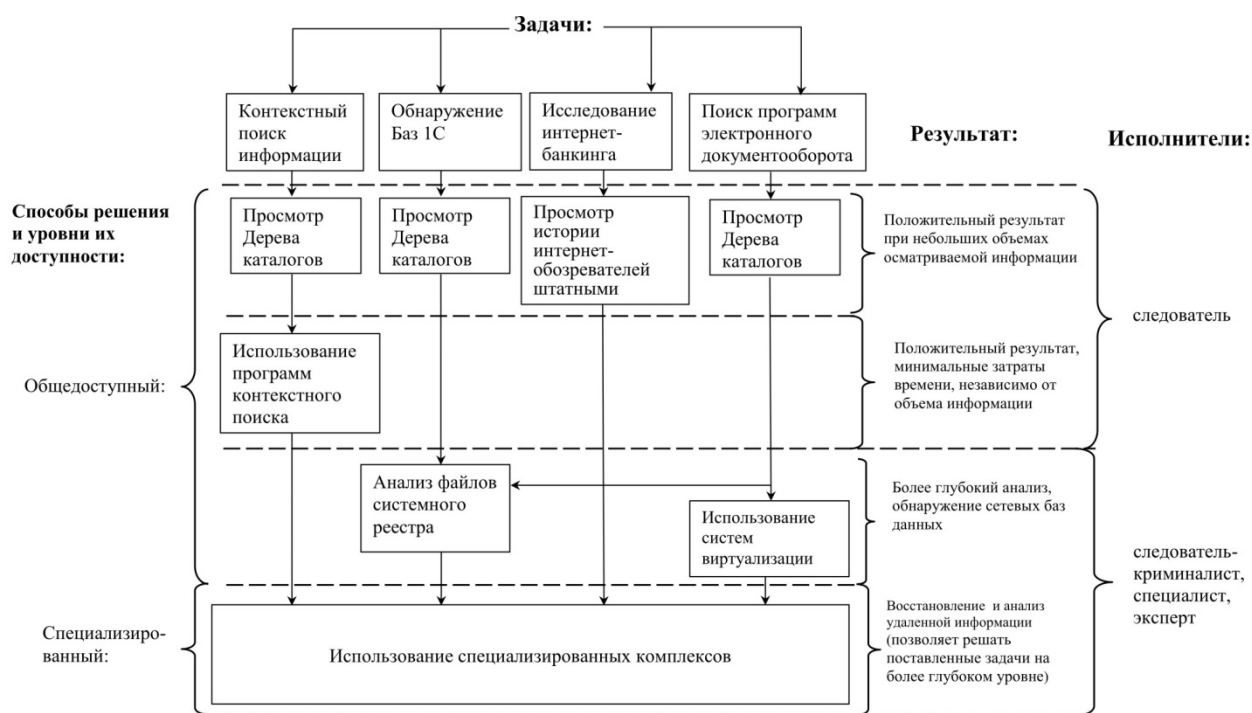 Задачи:
Контекстный
поиск
информации
Обнаружение
Баз 1С
Исследование
интернет-
банкинга
Поиск программ
электронного
документооборота
Результат:
Исполнители:
Способы решения
и уровни их
доступности:
Просмотр
Дерева
каталогов
Просмотр
Дерева
каталогов
Просмотр
истории
интернет-
обозревателей
штатными
Просмотр
Дерева
каталогов
Положительный результат
при небольших объемах
осматриваемой информации
следователь
Общедоступный:
Использование
программ
контекстного
поиска
Положительный результат,
минимальные затраты
времени, независимо от
объема информации
Анализ файлов
системного
реестра
Использование
систем
виртуализации
Более глубокий анализ,
обнаружение сетевых баз
данных
следователь-
криминалист,
специалист,
эксперт
Специализиро-
ванный:
Использование специализированных комплексов
Восстановление и анализ
удаленной информации
(позволяет решать
поставленные задачи на
более глубоком уровне)